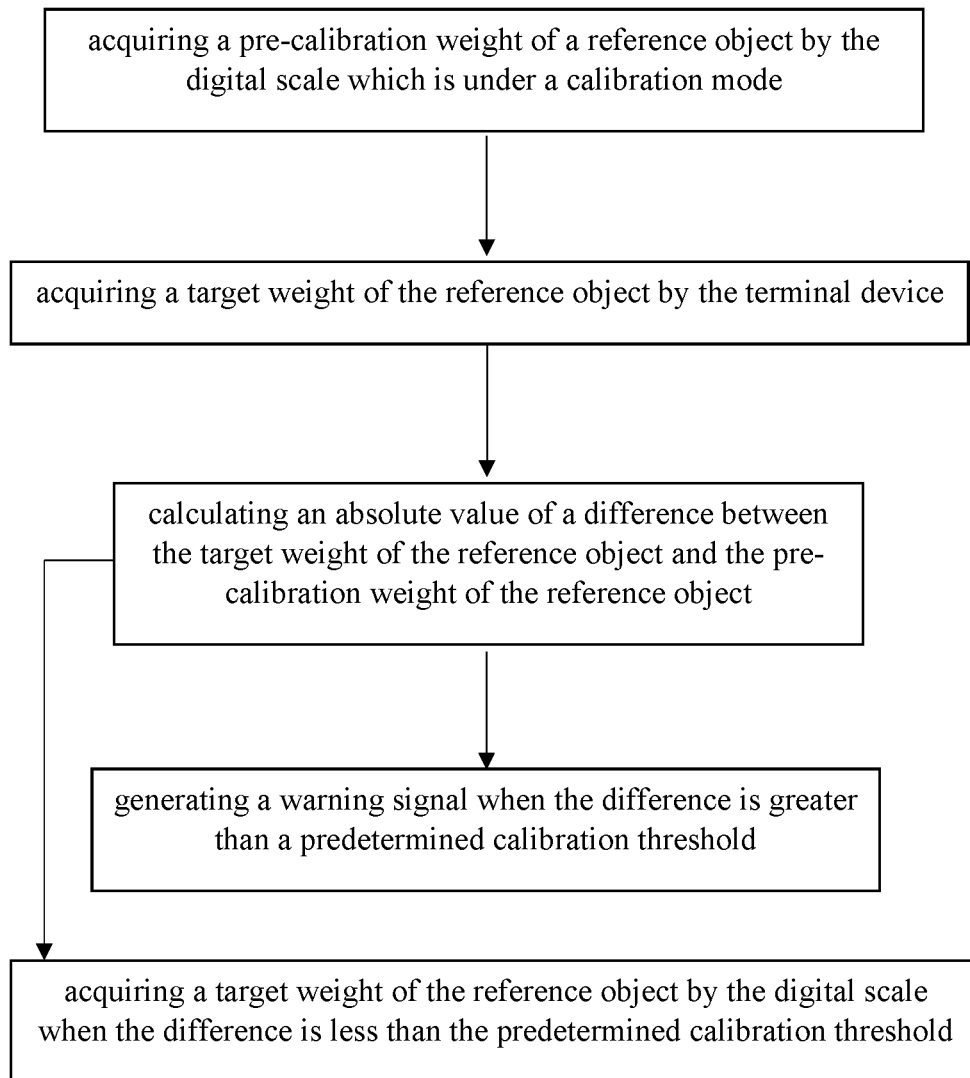 acquiring a pre-calibration weight of a reference object by the
digital scale which is under a calibration mode
acquiring a target weight of the reference object by the terminal device
calculating an absolute value of a difference between
the target weight of the reference object and the pre-
calibration weight of the reference object
generating a warning signal when the difference is greater
than a predetermined calibration threshold
acquiring a target weight of the reference object by the digital scale
when the difference is less than the predetermined calibration threshold